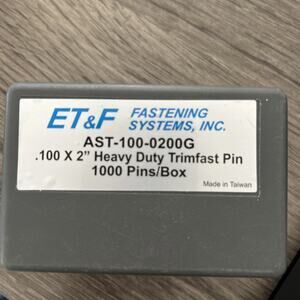 ET&F FASTENING
SYSTEMS, INC.
AST-100-0200G
.100 X 2" Heavy Duty Trimfast Pin
1000 Pins/Box
Made in Taiwan